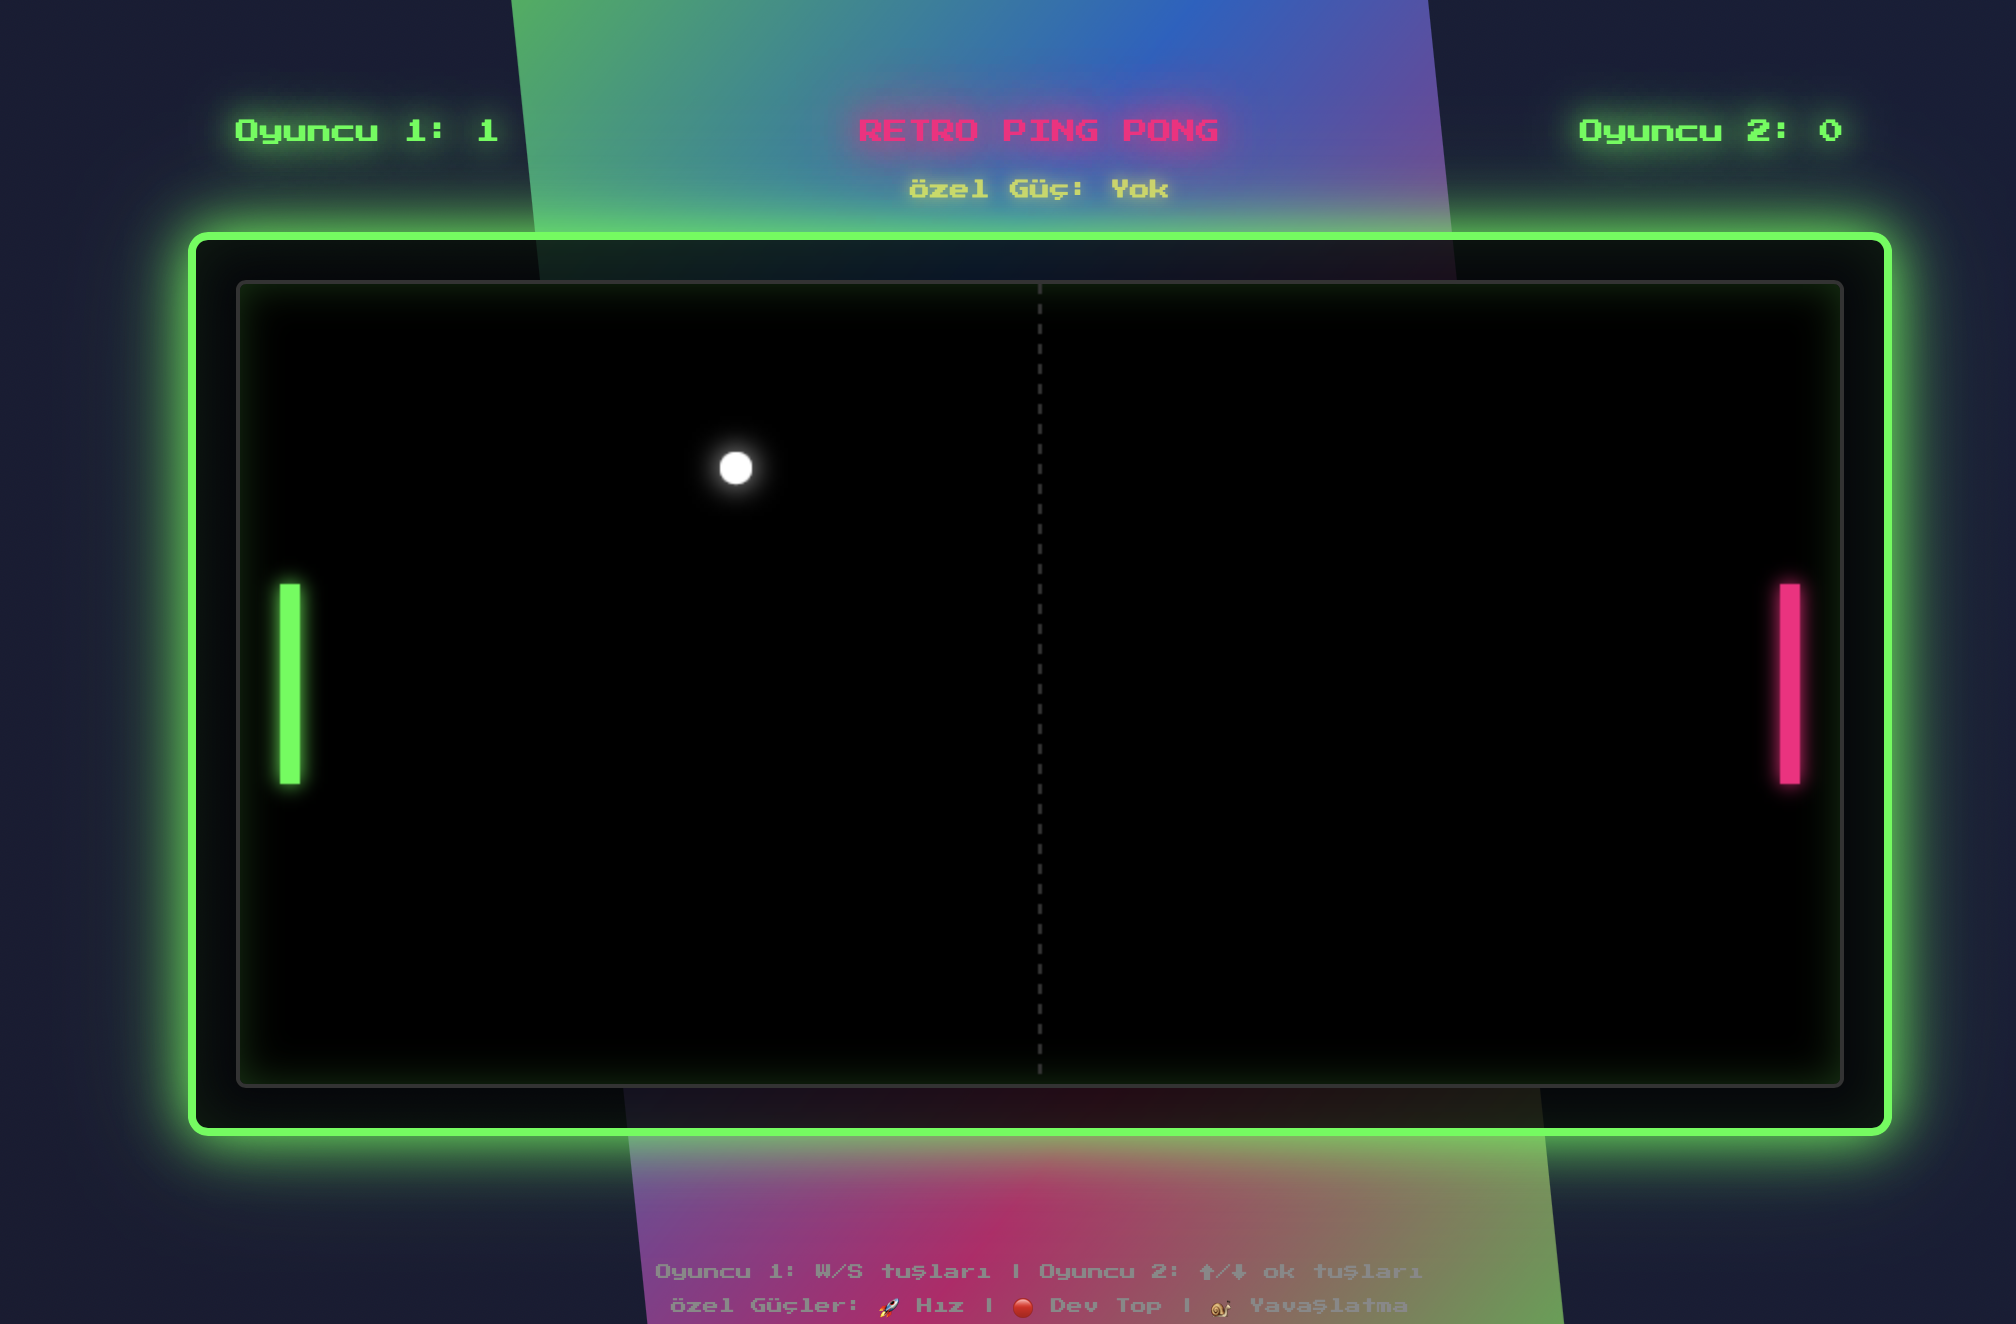 Oyuncu 1: 1
RETRO PING PONG
Oyuncu 2: 0
özel Güç: Yok
Oyuncu 1: W/S tuşları | Oyuncu 2: ⬆/⬇ ok tuşları
özel Güçler: 🚀 Hız | 🔴 Dev Top | 🐌 Yavaşlatma